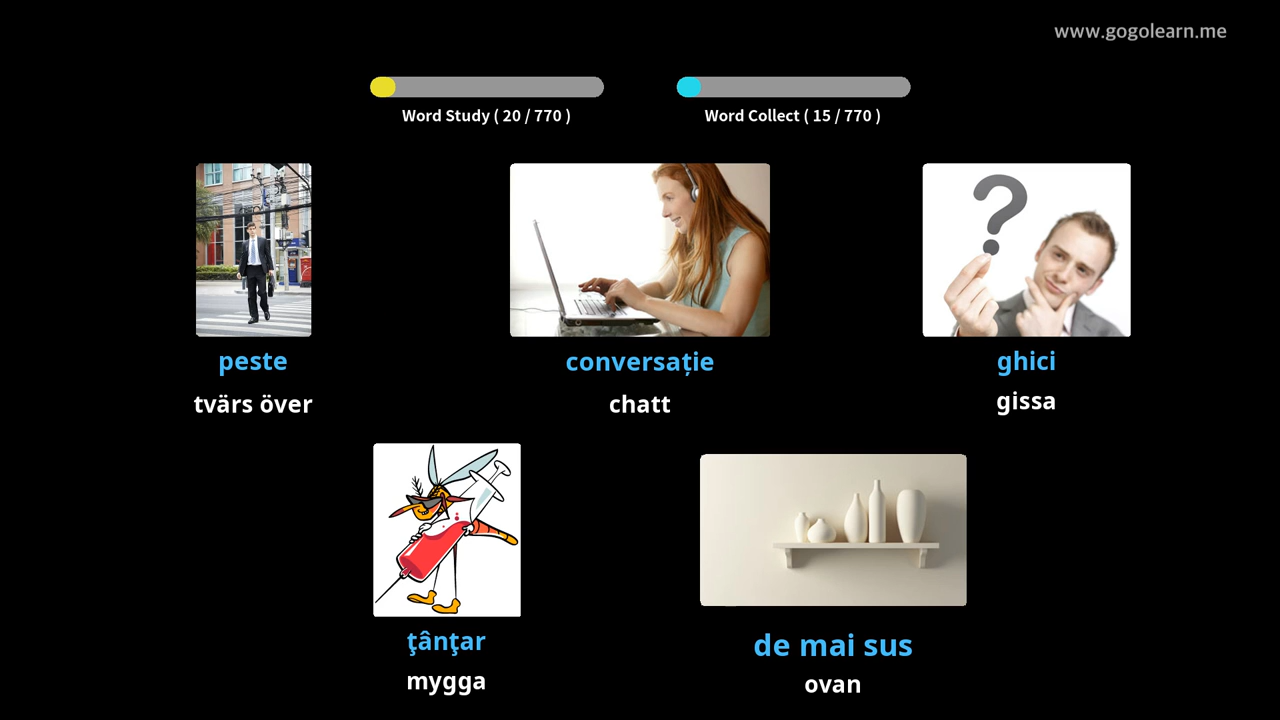 www.gogolearn.me
Word Study ( 20 / 770 )
Word Collect ( 15 / 770 )
peste
conversație
ghici
tvärs över
chatt
gissa
ţânţar
de mai sus
mygga
ovan